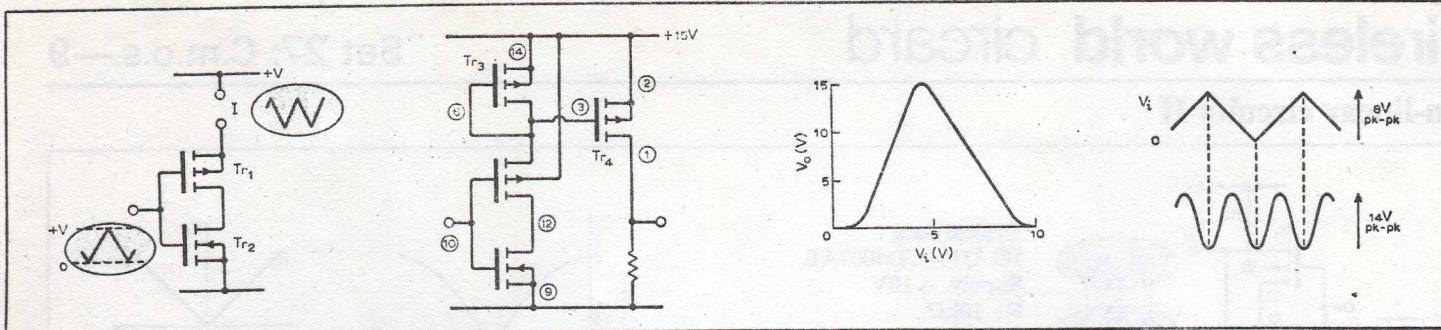 +V
I
Tr1
+V
0
Tr2
+15V
14
Tr3
2
6
3
Tr4
1
12
10
9
15
10
5
0
Vo (V)
5
10
Vi (V)
Vi
0
8V
pk-pk
14V
pk-pk
ireless world circard
Set 27: C.m.o.s.—9